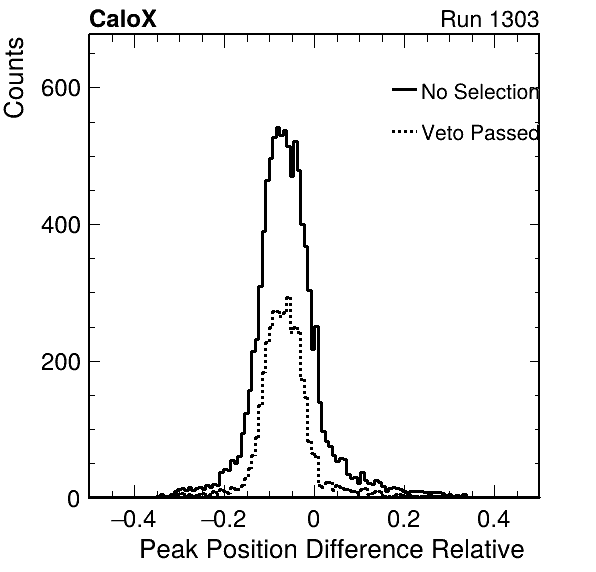 CaloX Run 1303
Counts
600
400
200
0
No Selection
Veto Passed
−0.4 −0.2 0 0.2 0.4
Peak Position Difference Relative